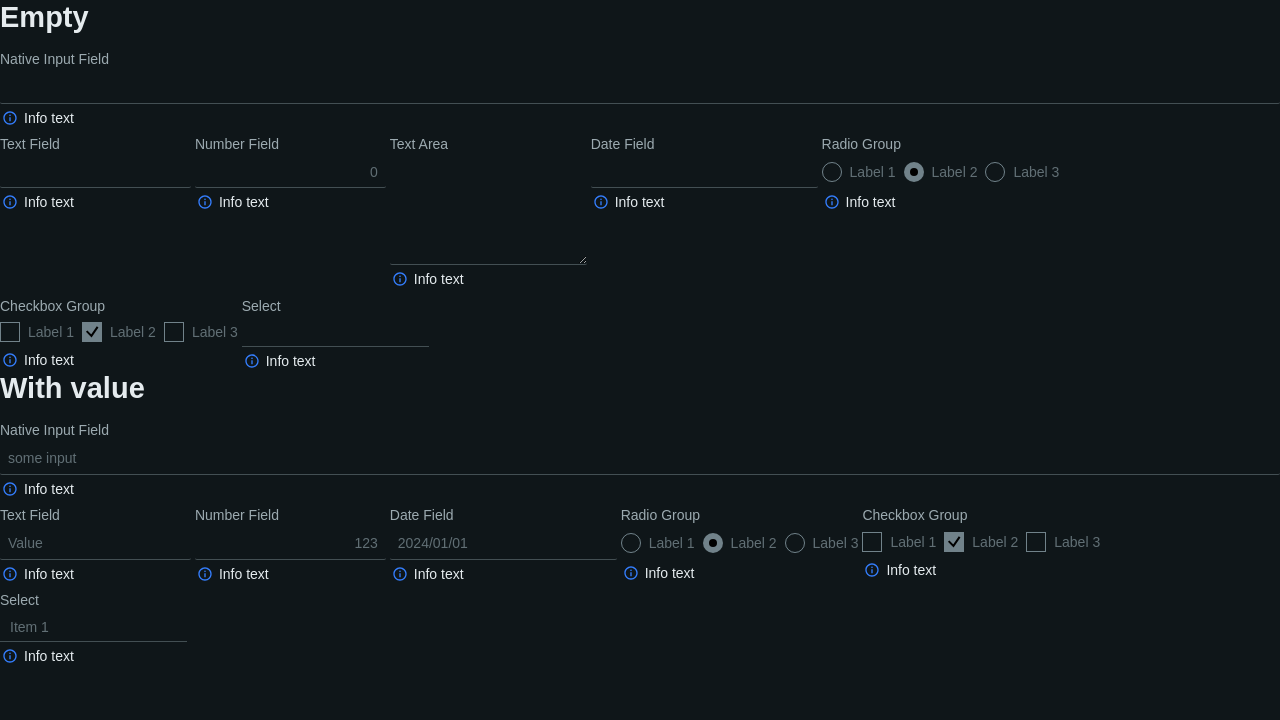 Empty
Native Input Field
Info text
Text Field Number Field Text Area Date Field Radio Group
0 Label 1 Label 2 Label 3
Info text Info text Info text Info text
Info text
Checkbox Group Select
Label 1 Label 2 Label 3
Info text Info text
With value
Native Input Field
some input
Info text
Text Field Number Field Date Field Radio Group Checkbox Group
Value 123 2024/01/01 Label 1 Label 2 Label 3 Label 1 Label 2 Label 3
Info text Info text Info text Info text Info text
Select
Item 1
Info text